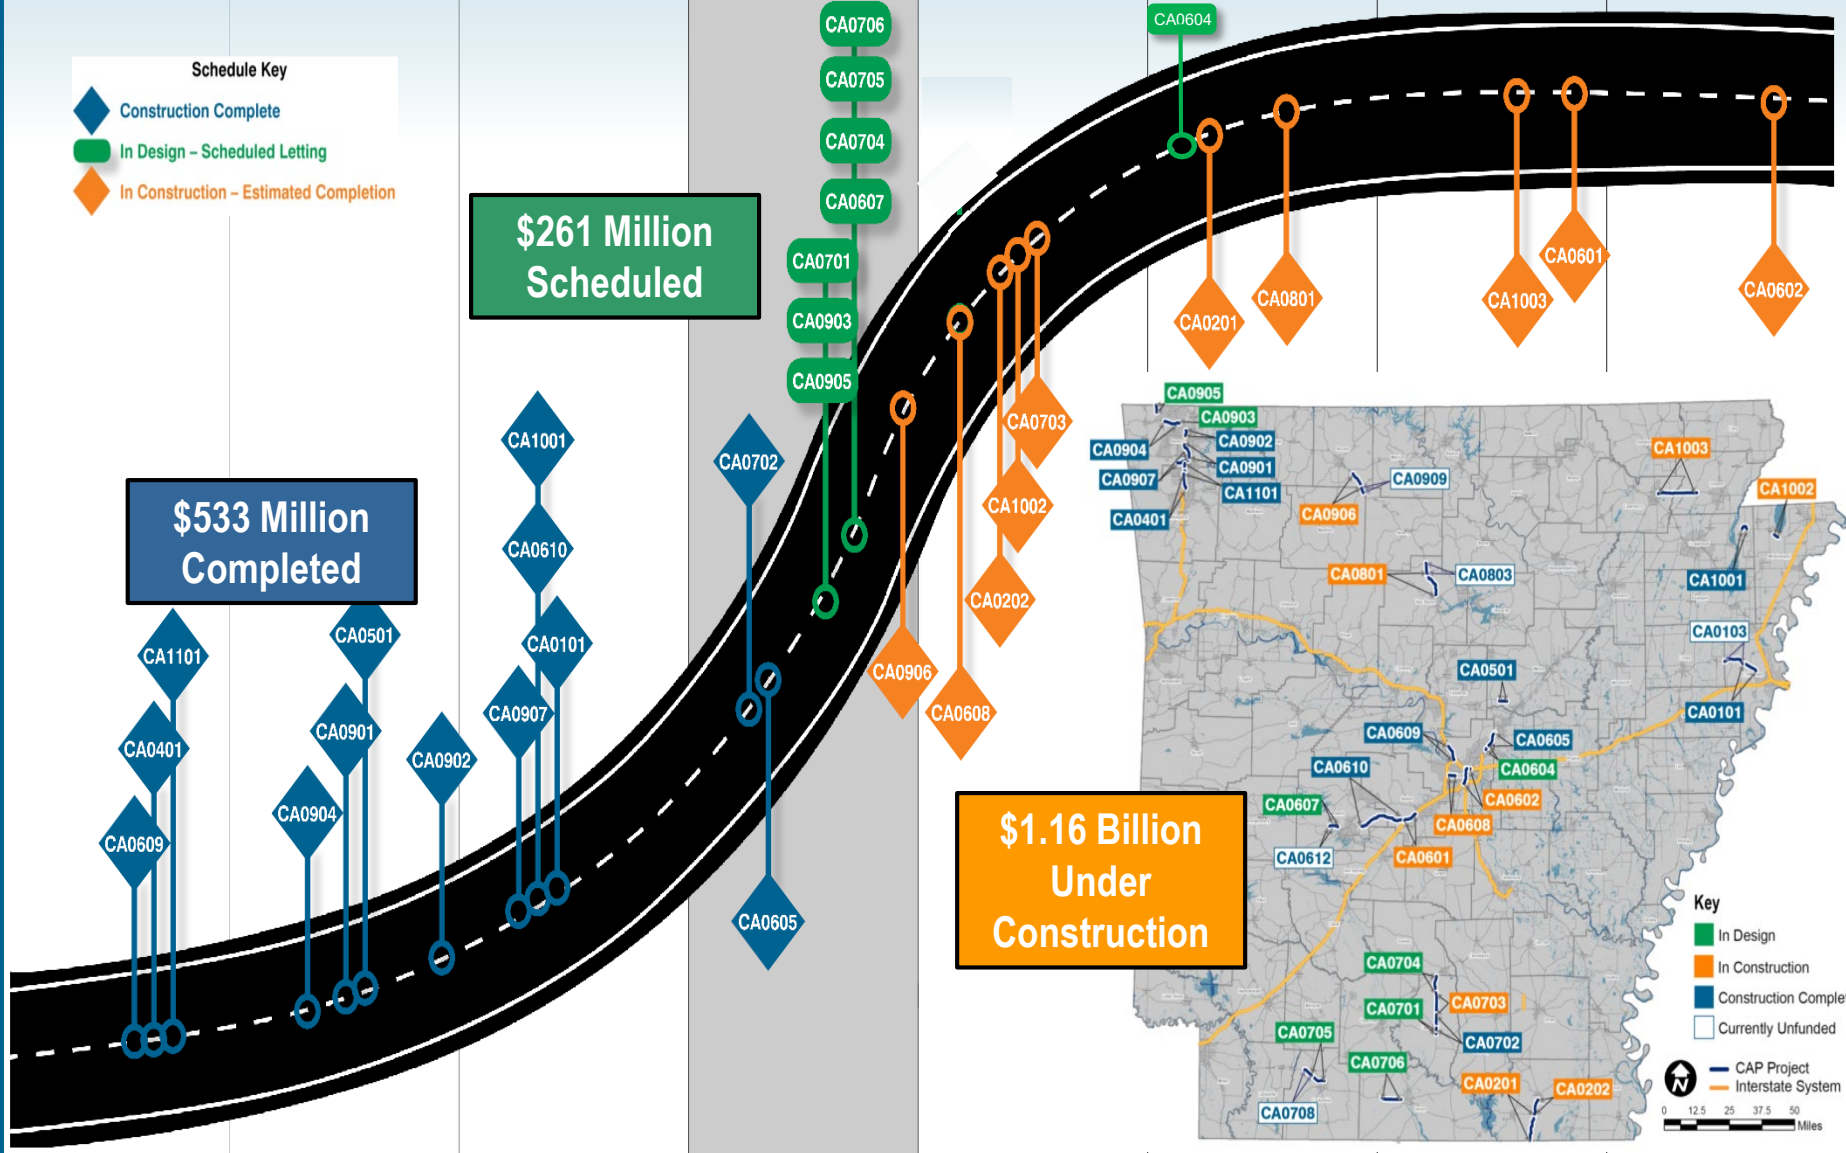 CA0706
CA0705
CA0704
CA0607
CA0701
CA0903
CA0905
CA0604
Schedule Key
Construction Complete
In Design – Scheduled Letting
In Construction – Estimated Completion
$261 Million
Scheduled
$533 Million
Completed
CA0609
CA0401
CA1101
CA0904
CA0901
CA0501
CA0902
CA0907
CA1001
CA0610
CA0101
CA0702
CA0605
CA0906
CA0608
CA0202
CA1002
CA0703
CA0201
CA0801
CA1003
CA0601
CA0602
$1.16 Billion
Under
Construction
CA0905
CA0903
CA0904
CA0902
CA0907
CA0901
CA1101
CA0401
CA0909
CA0906
CA1003
CA1002
CA0801
CA0803
CA1001
CA0103
CA0501
CA0101
CA0609
CA0605
CA0610
CA0604
CA0607
CA0602
CA0608
CA0612
CA0601
CA0704
CA0701
CA0703
CA0705
CA0702
CA0706
CA0201
CA0202
CA0708
Key
In Design
In Construction
Construction Complet
Currently Unfunded
N
CAP Project
Interstate System
0 12.5 25 37.5 50
Miles